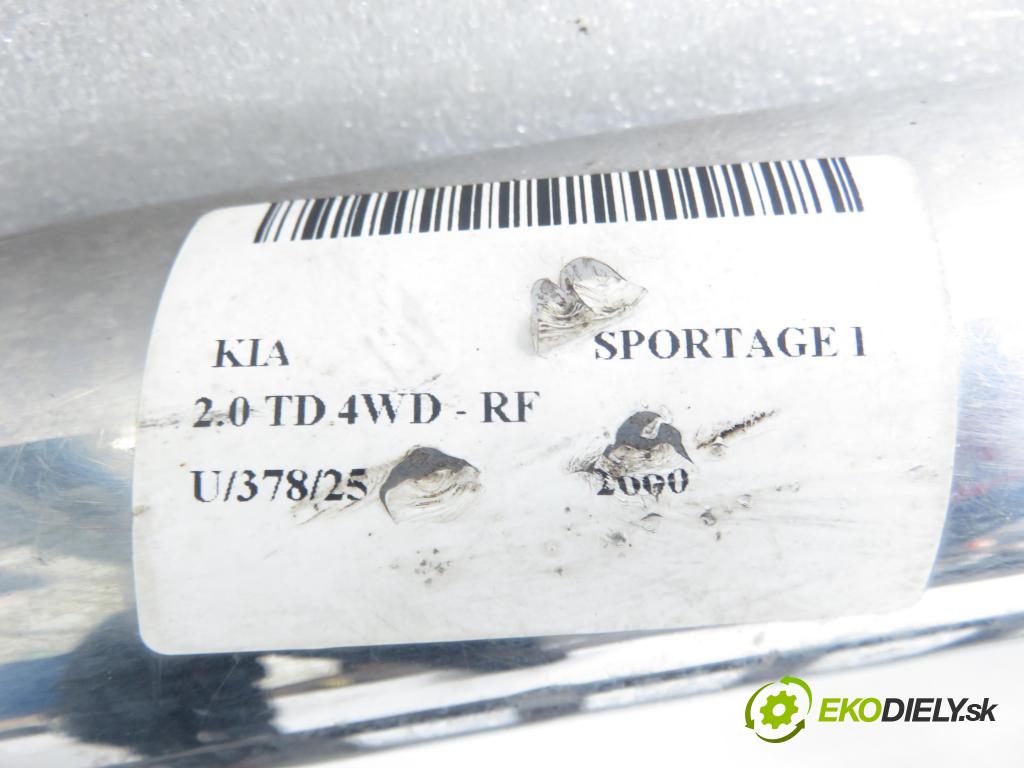 KIA SPORTAGE I
2.0 TD 4WD - RF
U/378/25 2000
EKODIELY.sk